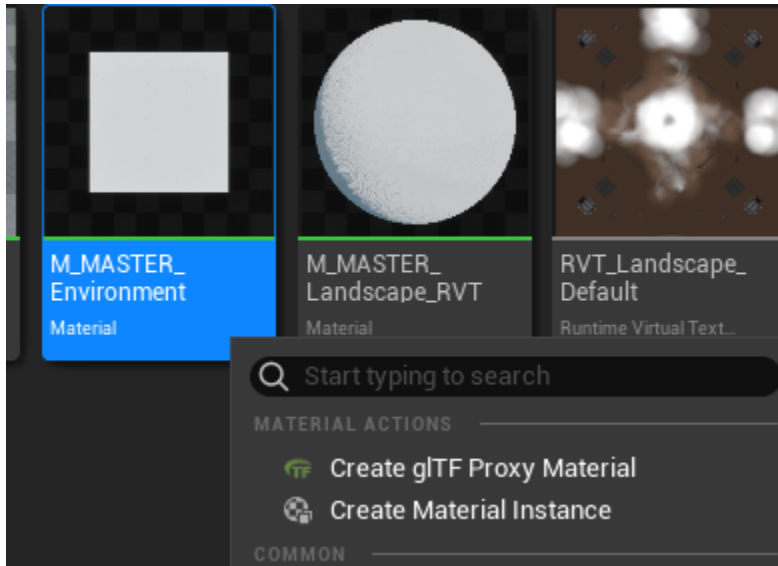 M_MASTER_
Environment
Material
M_MASTER_
Landscape_RVT
Material
RVT_Landscape_
Default
Runtime Virtual Text...
Start typing to search
MATERIAL ACTIONS
TF
Create glTF Proxy Material
Create Material Instance
COMMON